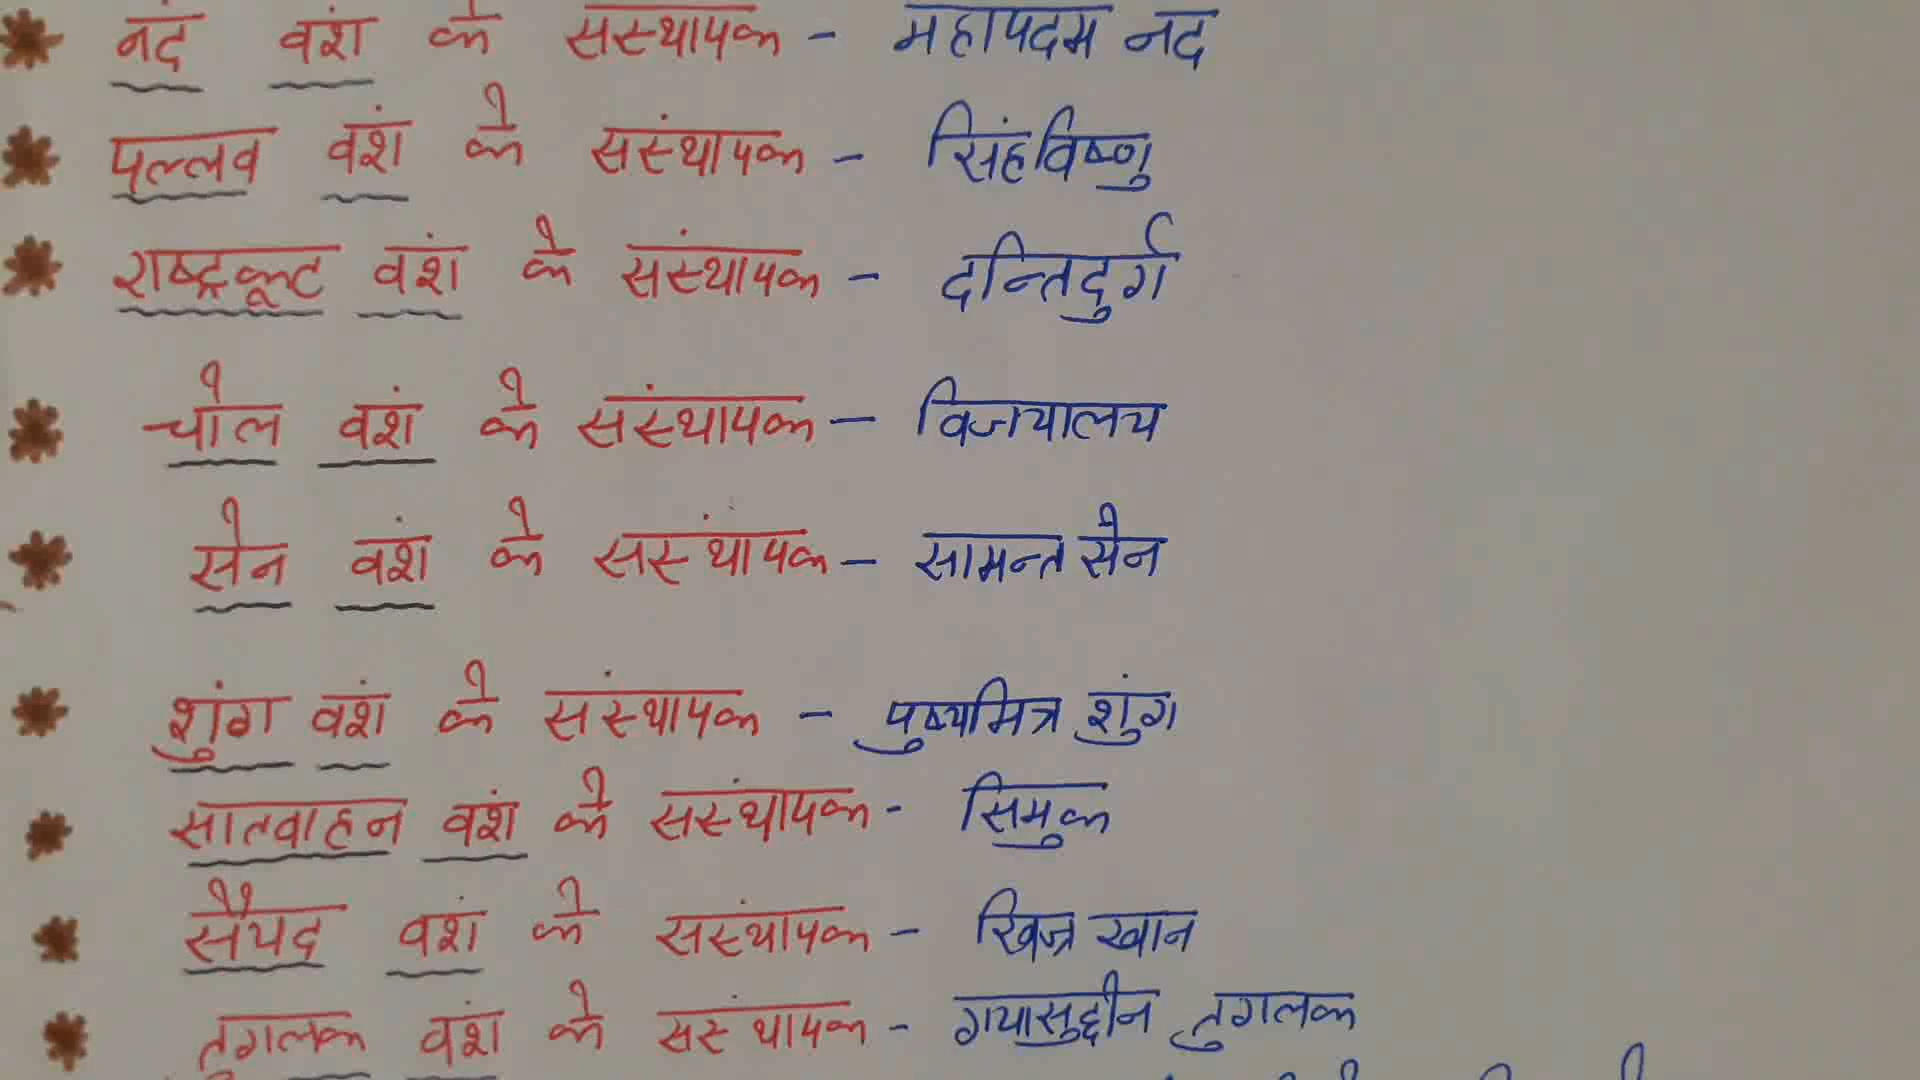 नंद वंश के संस्थापक - महापदम नंद
पल्लव वंश के संस्थापक - सिंहविष्णु
राष्ट्रकूट वंश के संस्थापक - दन्तिदुर्ग
चोल वंश के संस्थापक - विजयालय
सेन वंश के संस्थापक - सामन्त सेन
शुंग वंश के संस्थापक - पुष्यमित्र शुंग
सातवाहन वंश के संस्थापक - सिमुक
सैयद वंश के संस्थापक - खिज्र खान
तुगलक वंश के संस्थापक - गयासुद्दीन तुगलक